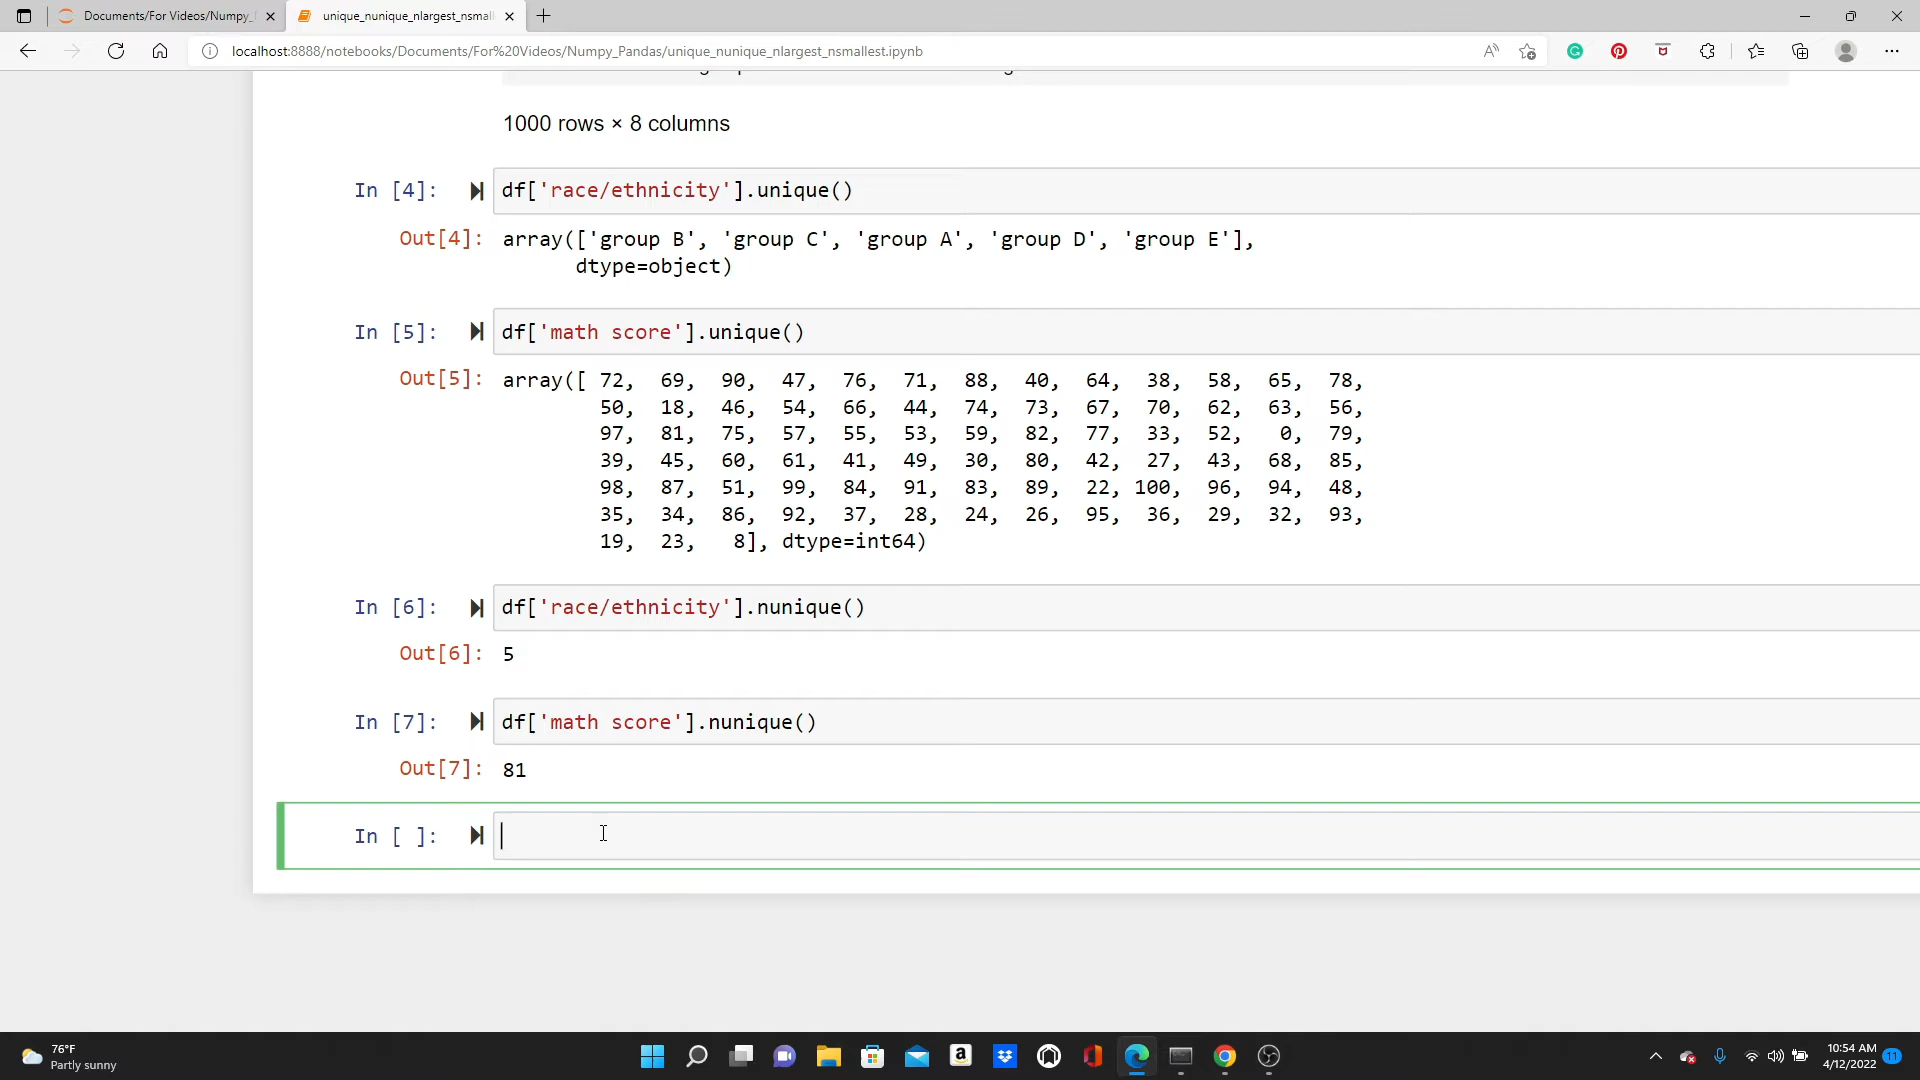 Documents/For Videos/Numpy_
unique_nunique_nlargest_nsmall
localhost:8888/notebooks/Documents/For%20Videos/Numpy_Pandas/unique_nunique_nlargest_nsmallest.ipynb
1000 rows × 8 columns
In [4]: df['race/ethnicity'].unique()
Out[4]: array(['group B', 'group C', 'group A', 'group D', 'group E'],
dtype=object)
In [5]: df['math score'].unique()
Out[5]: array([ 72, 69, 90, 47, 76, 71, 88, 40, 64, 38, 58, 65, 78,
50, 18, 46, 54, 66, 44, 74, 73, 67, 70, 62, 63, 56,
97, 81, 75, 57, 55, 53, 59, 82, 77, 33, 52, 0, 79,
39, 45, 60, 61, 41, 49, 30, 80, 42, 27, 43, 68, 85,
98, 87, 51, 99, 84, 91, 83, 89, 22, 100, 96, 94, 48,
35, 34, 86, 92, 37, 28, 24, 26, 95, 36, 29, 32, 93,
19, 23, 8], dtype=int64)
In [6]: df['race/ethnicity'].nunique()
Out[6]: 5
In [7]: df['math score'].nunique()
Out[7]: 81
In [ ]:
76°F
Partly sunny
10:54 AM
4/12/2022
11